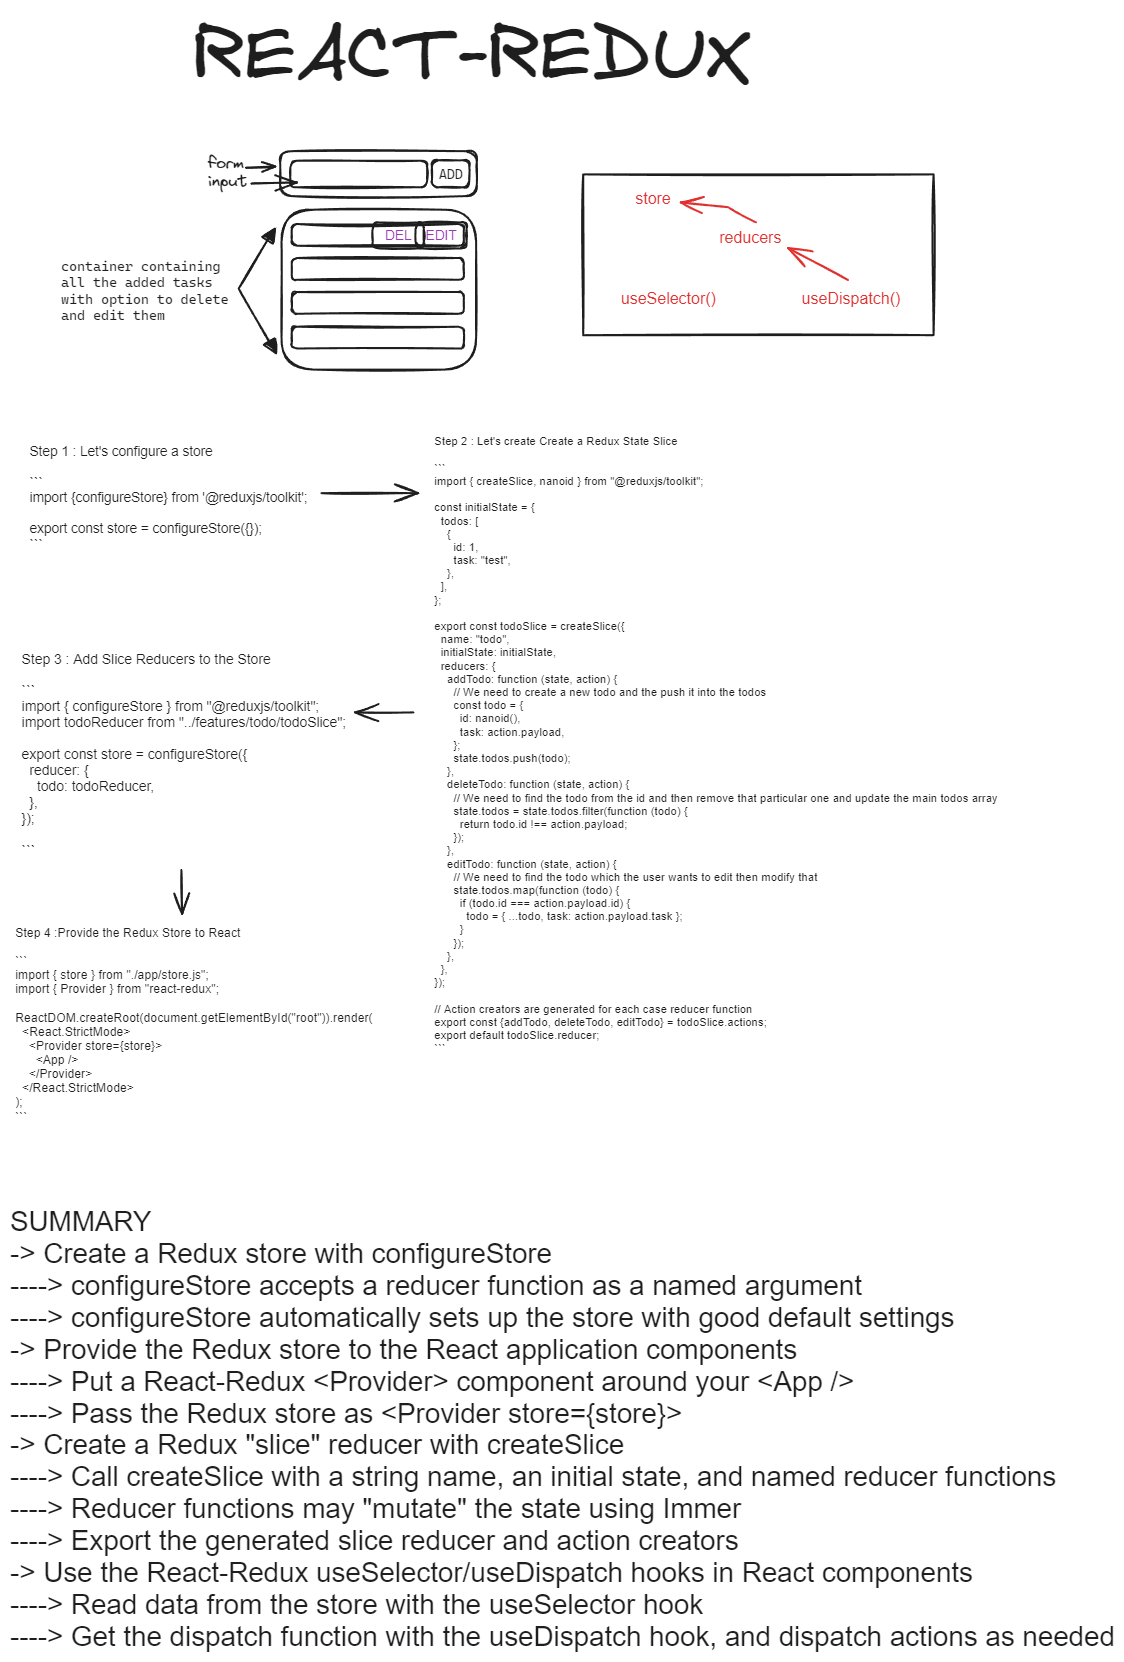 REACT-REDUX
form
input
ADD
DEL
EDIT
container containing
all the added tasks
with option to delete
and edit them
store
reducers
useSelector()
useDispatch()
Step 1 : Let's configure a store
```
import {configureStore} from '@reduxjs/toolkit';
export const store = configureStore({});
```
Step 2 : Let's create Create a Redux State Slice
```
import { createSlice, nanoid } from "@reduxjs/toolkit";
const initialState = {
todos: [
{
id: 1,
task: "test",
},
],
};
export const todoSlice = createSlice({
name: "todo",
initialState: initialState,
reducers: {
addTodo: function (state, action) {
// We need to create a new todo and the push it into the todos
const todo = {
id: nanoid(),
task: action.payload,
};
state.todos.push(todo);
},
deleteTodo: function (state, action) {
// We need to find the todo from the id and then remove that particular one and update the main todos array
state.todos = state.todos.filter(function (todo) {
return todo.id !== action.payload;
});
},
editTodo: function (state, action) {
// We need to find the todo which the user wants to edit then modify that
state.todos.map(function (todo) {
if (todo.id === action.payload.id) {
todo = { ...todo, task: action.payload.task };
}
});
},
},
});
// Action creators are generated for each case reducer function
export const {addTodo, deleteTodo, editTodo} = todoSlice.actions;
export default todoSlice.reducer;
```
Step 3 : Add Slice Reducers to the Store
```
import { configureStore } from "@reduxjs/toolkit";
import todoReducer from "../features/todo/todoSlice";
export const store = configureStore({
reducer: {
todo: todoReducer,
},
});
```
Step 4 :Provide the Redux Store to React
```
import { store } from "./app/store.js";
import { Provider } from "react-redux";
ReactDOM.createRoot(document.getElementById("root")).render(
<React.StrictMode>
<Provider store={store}>
<App />
</Provider>
</React.StrictMode>
);
```
SUMMARY
-> Create a Redux store with configureStore
----> configureStore accepts a reducer function as a named argument
----> configureStore automatically sets up the store with good default settings
-> Provide the Redux store to the React application components
----> Put a React-Redux <Provider> component around your <App />
----> Pass the Redux store as <Provider store={store}>
-> Create a Redux "slice" reducer with createSlice
----> Call createSlice with a string name, an initial state, and named reducer functions
----> Reducer functions may "mutate" the state using Immer
----> Export the generated slice reducer and action creators
-> Use the React-Redux useSelector/useDispatch hooks in React components
----> Read data from the store with the useSelector hook
----> Get the dispatch function with the useDispatch hook, and dispatch actions as needed